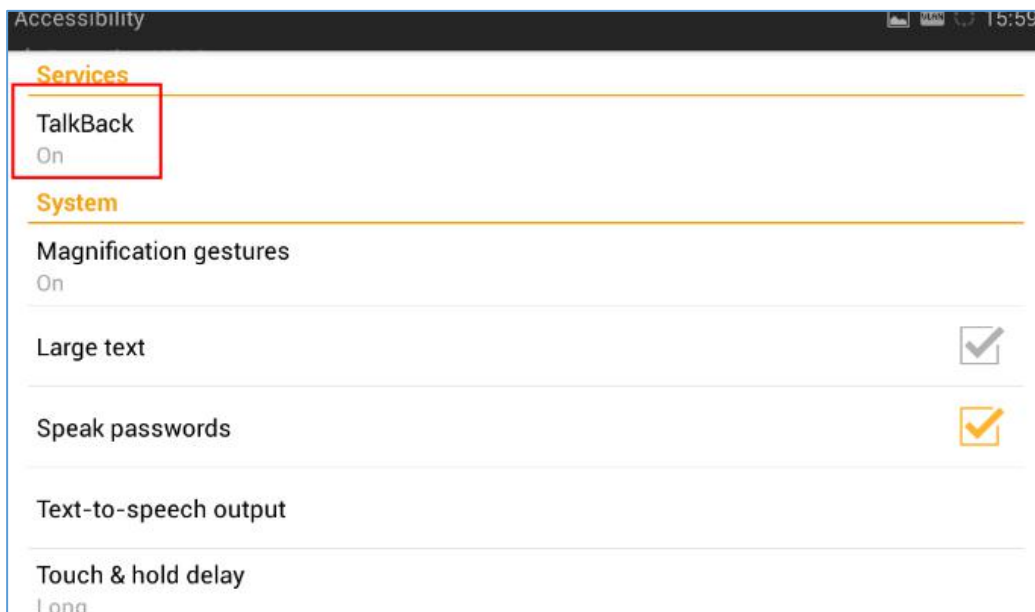 Accessibility
VLAN 15:59
Services
TalkBack
On
System
Magnification gestures
On
Large text
Speak passwords
Text-to-speech output
Touch & hold delay
Long